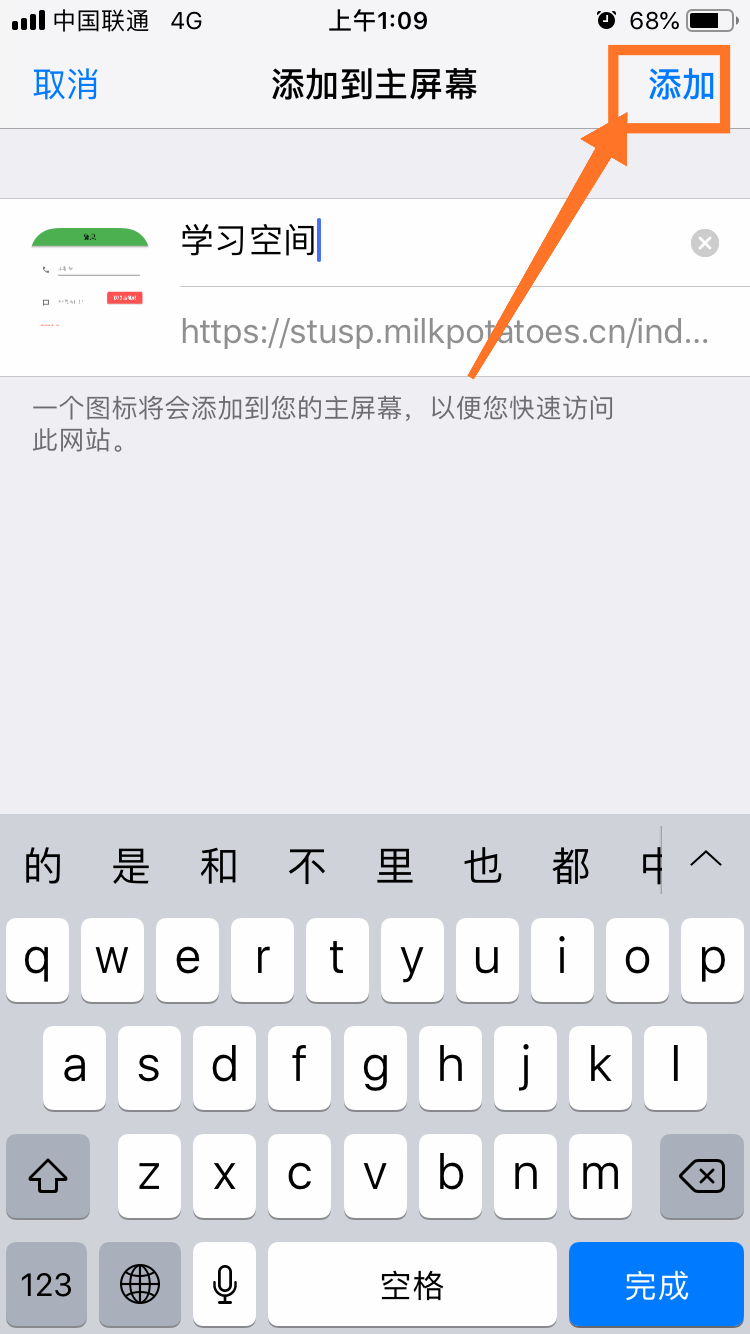 中国联通 4G 上午1:09 68%
取消 添加到主屏幕 添加
学习空间
https://stusp.milkpotatoes.cn/ind...
一个图标将会添加到您的主屏幕，以便您快速访问
此网站。
的 是 和 不 里 也 都 中
q w e r t y u i o p
a s d f g h j k l
z x c v b n m
123 空格 完成